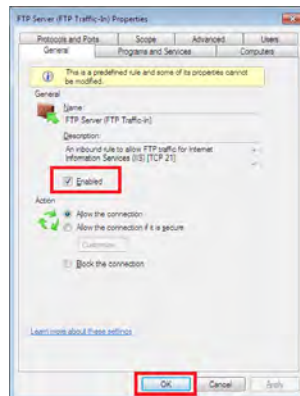 FTP Server (FTP Traffic-In) Properties
Protocols and Ports
Scope
Advanced
Users
General
Programs and Services
Computers
This is a predefined rule and some of its properties cannot
be modified.
General
Name:
FTP Server (FTP Traffic-In)
Description:
An inbound rule to allow FTP traffic for Internet
Information Services (IIS) [TCP 21]
Enabled
Action
Allow the connection
Allow the connection if it is secure
Customize...
Block the connection
Learn more about these settings
OK
Cancel
Apply